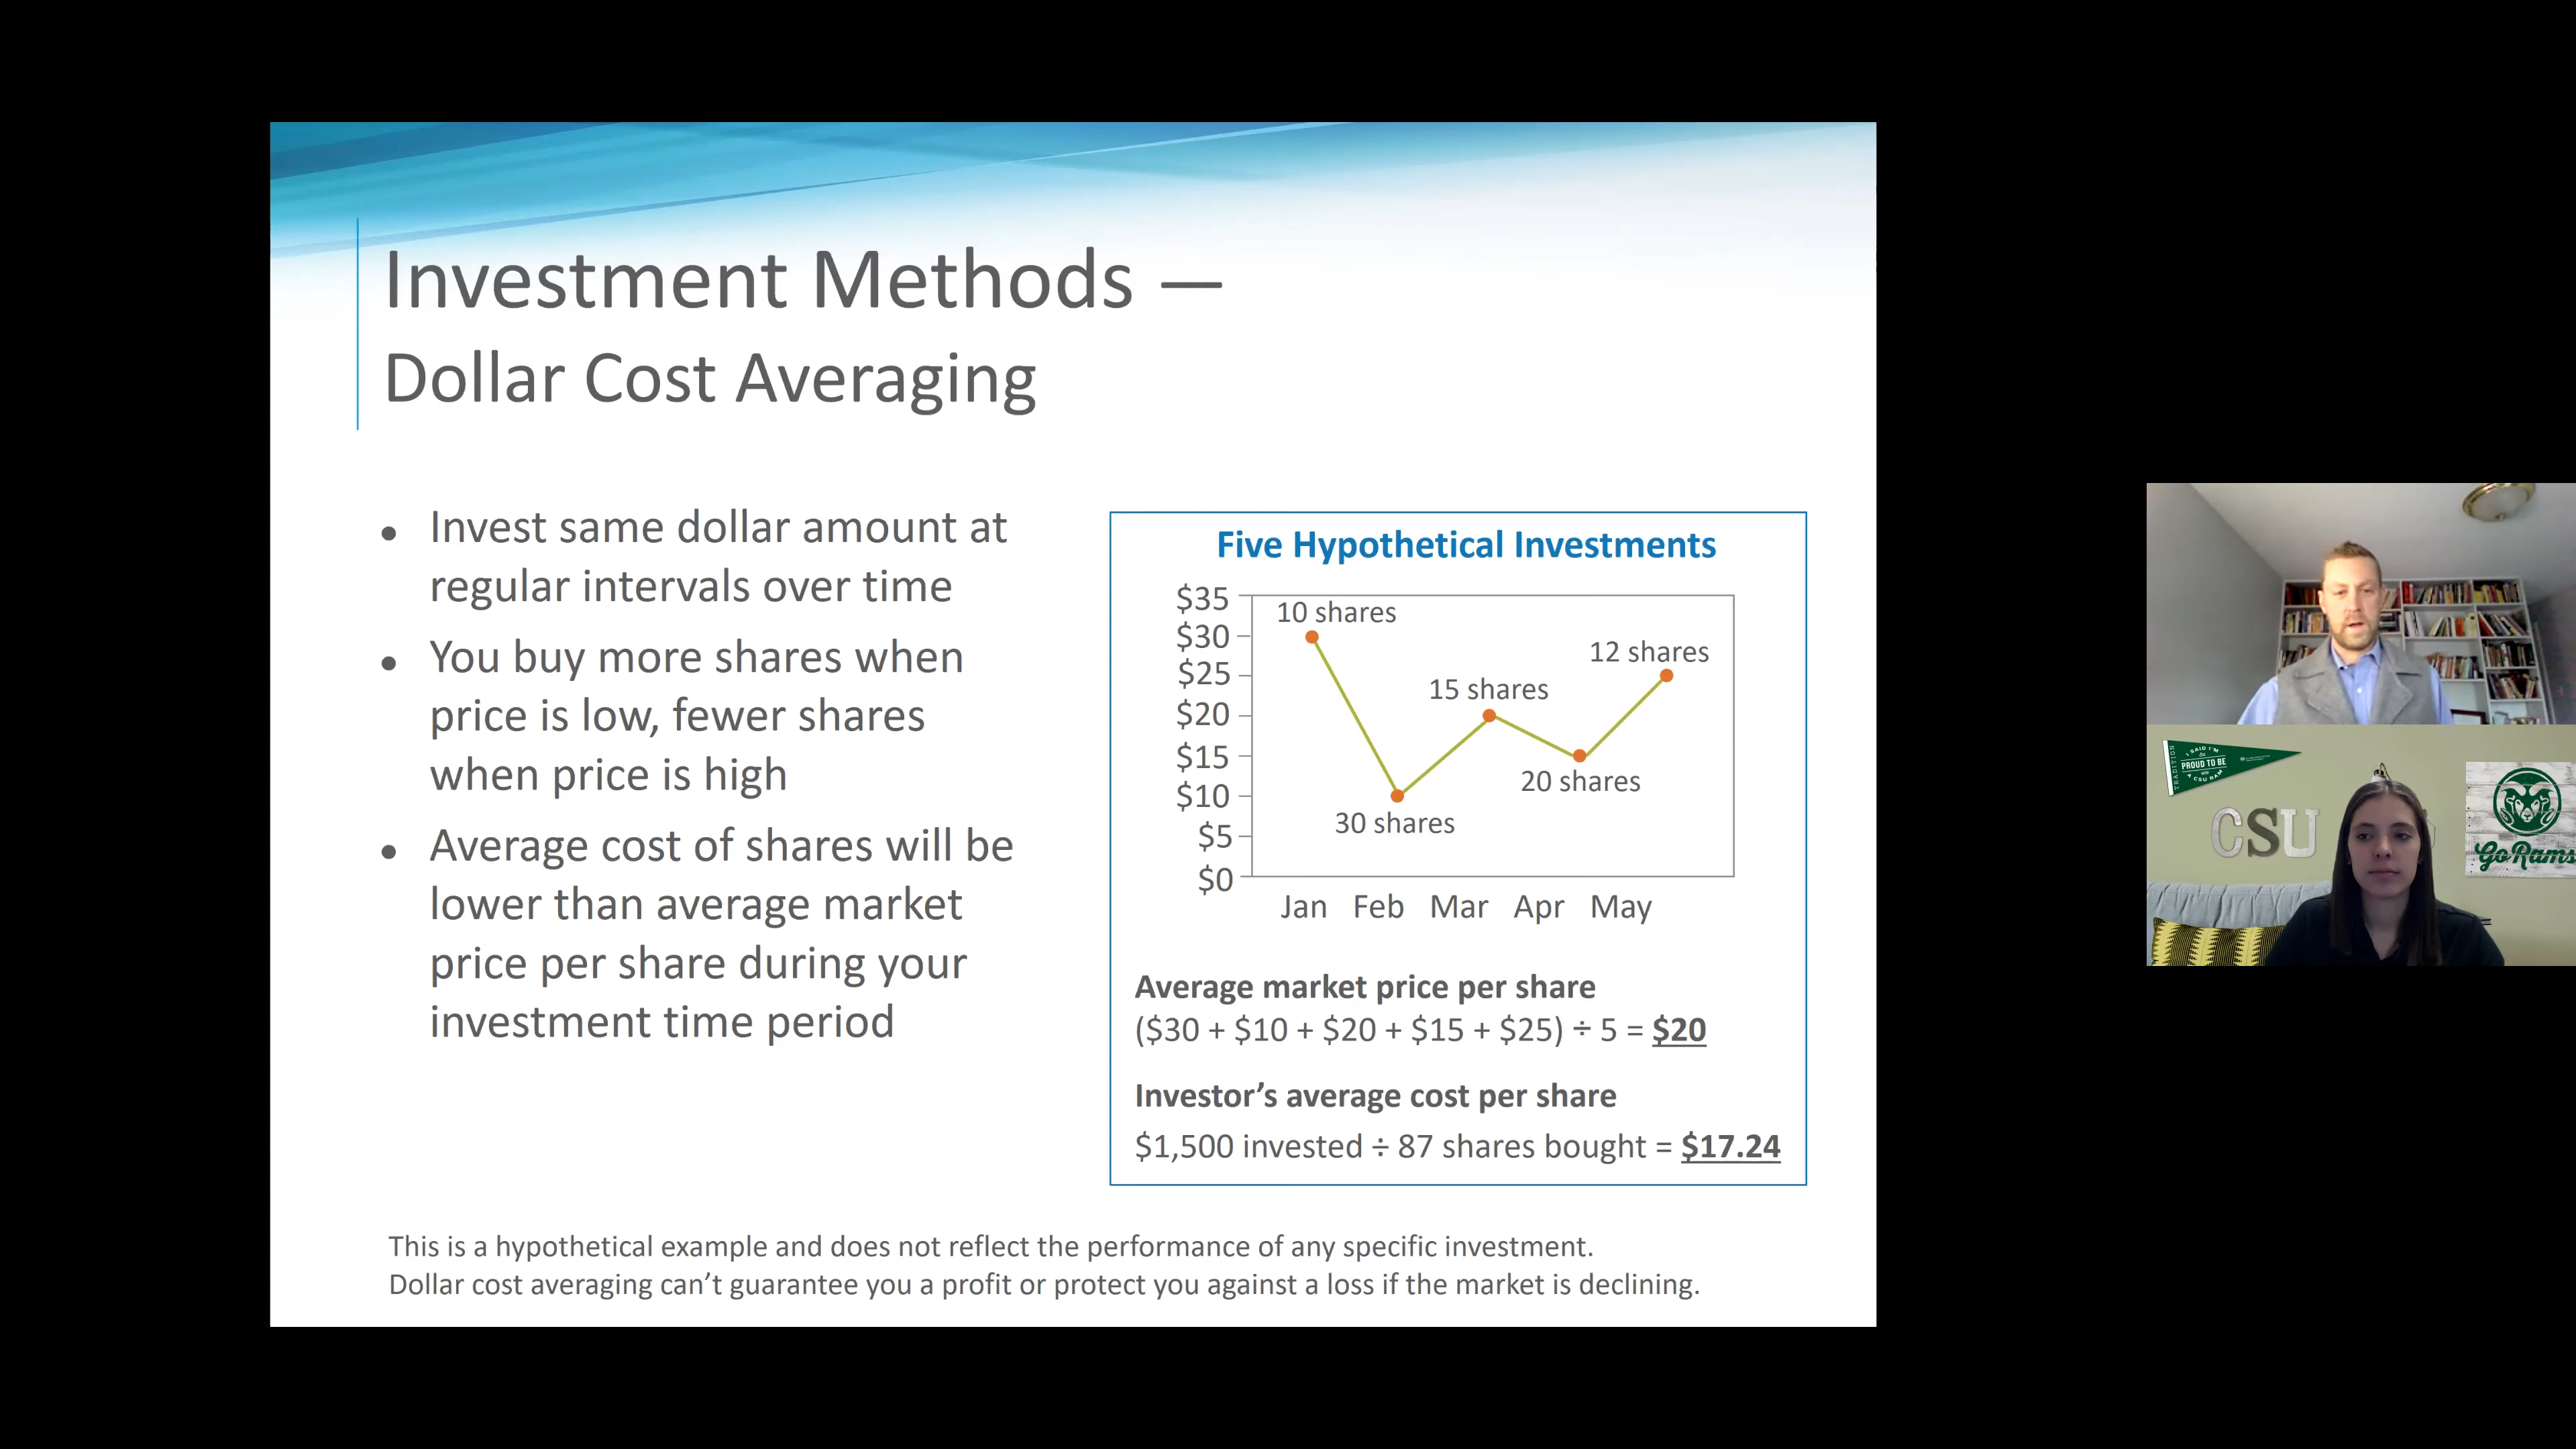 Investment Methods —
Dollar Cost Averaging
• Invest same dollar amount at
regular intervals over time
• You buy more shares when
price is low, fewer shares
when price is high
• Average cost of shares will be
lower than average market
price per share during your
investment time period
Five Hypothetical Investments
$35
$30
$25
$20
$15
$10
$5
$0
10 shares
30 shares
15 shares
20 shares
12 shares
Jan Feb Mar Apr May
Average market price per share
($30 + $10 + $20 + $15 + $25) ÷ 5 = $20
Investor’s average cost per share
$1,500 invested ÷ 87 shares bought = $17.24
This is a hypothetical example and does not reflect the performance of any specific investment.
Dollar cost averaging can’t guarantee you a profit or protect you against a loss if the market is declining.
TRADITION
I SAID I'M
PROUD TO BE
A CSU RAM
CSU
Go Rams